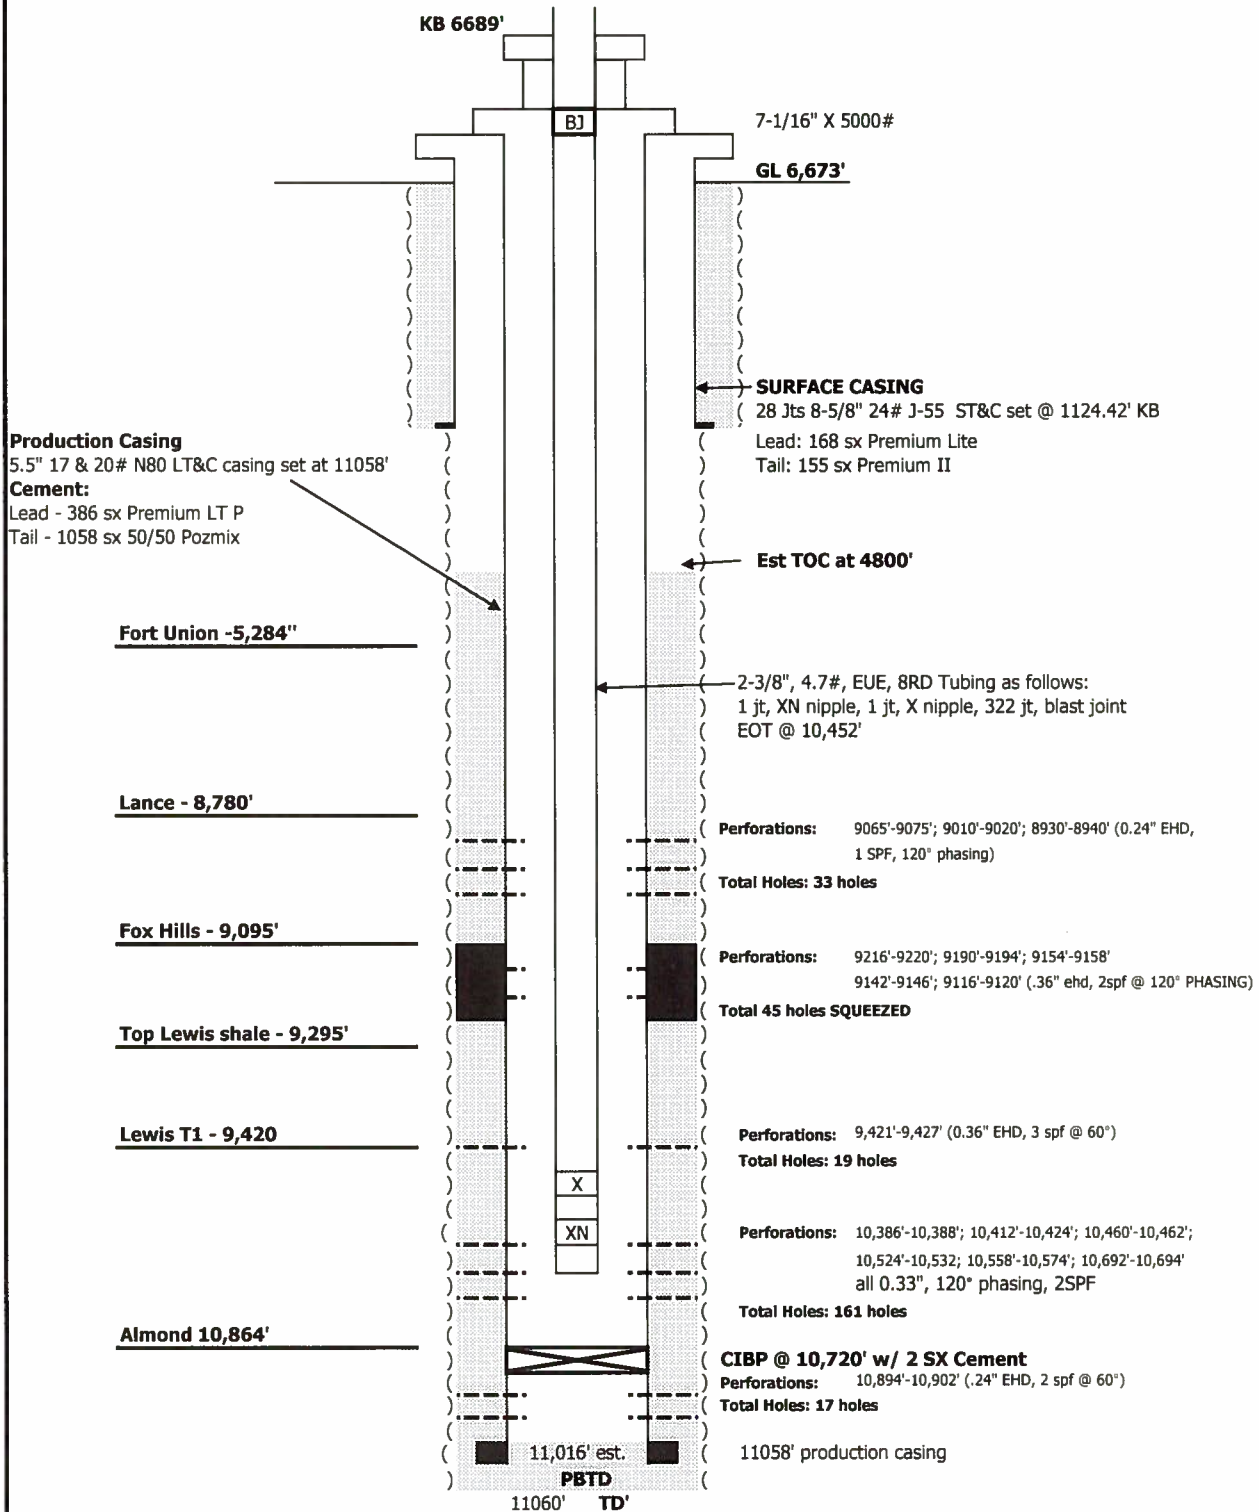 KB 6689'
BJ
7-1/16" X 5000#
GL 6,673'
SURFACE CASING
28 Jts 8-5/8" 24# J-55 ST&C set @ 1124.42' KB
Lead: 168 sx Premium Lite
Tail: 155 sx Premium II
Production Casing
5.5" 17 & 20# N80 LT&C casing set at 11058'
Cement:
Lead - 386 sx Premium LT P
Tail - 1058 sx 50/50 Pozmix
Est TOC at 4800'
Fort Union -5,284"
2-3/8", 4.7#, EUE, 8RD Tubing as follows:
1 jt, XN nipple, 1 jt, X nipple, 322 jt, blast joint
EOT @ 10,452'
Lance - 8,780'
Perforations: 9065'-9075'; 9010'-9020'; 8930'-8940' (0.24" EHD,
1 SPF, 120° phasing)
Total Holes: 33 holes
Fox Hills - 9,095'
Perforations: 9216'-9220'; 9190'-9194'; 9154'-9158'
9142'-9146'; 9116'-9120' (.36" ehd, 2spf @ 120° PHASING)
Total 45 holes SQUEEZED
Top Lewis shale - 9,295'
Lewis T1 - 9,420
Perforations: 9,421'-9,427' (0.36" EHD, 3 spf @ 60°)
Total Holes: 19 holes
X
XN
Perforations: 10,386'-10,388'; 10,412'-10,424'; 10,460'-10,462';
10,524'-10,532; 10,558'-10,574'; 10,692'-10,694'
all 0.33", 120° phasing, 2SPF
Total Holes: 161 holes
Almond 10,864'
CIBP @ 10,720' w/ 2 SX Cement
Perforations: 10,894'-10,902' (.24" EHD, 2 spf @ 60°)
Total Holes: 17 holes
11,016' est.
11058' production casing
PBTD
11060' TD'